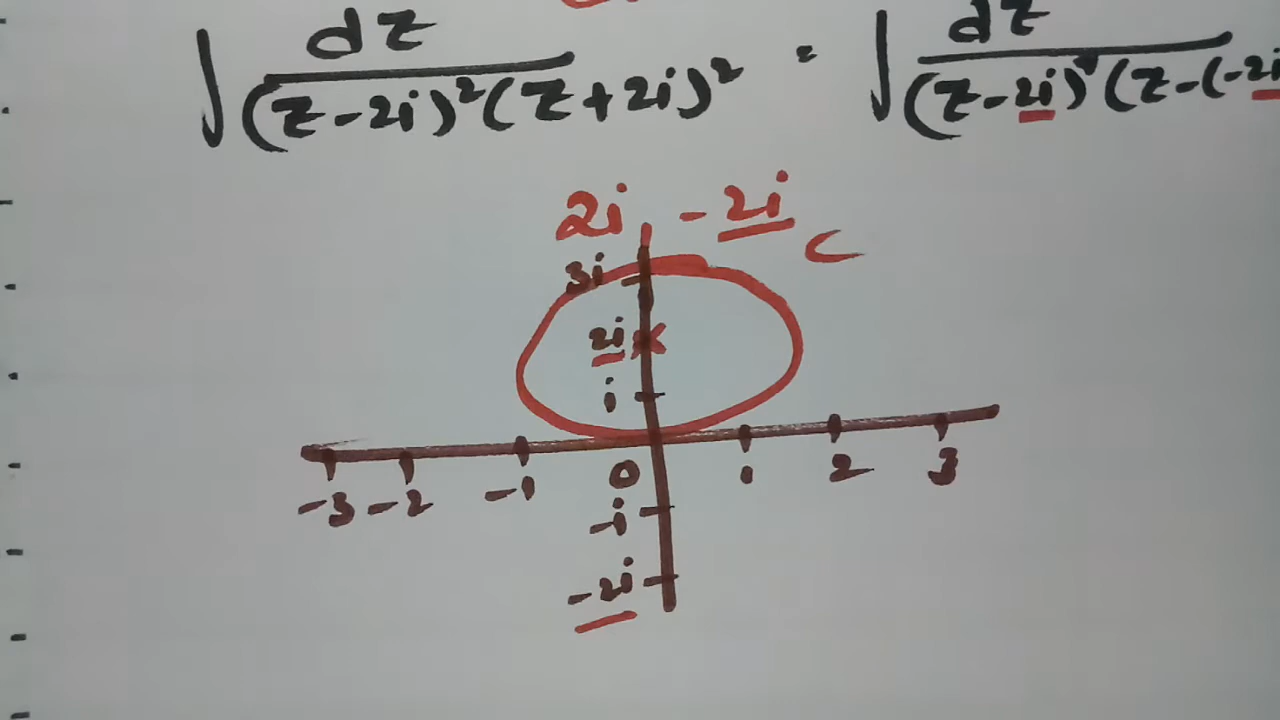 ∫ dz / (z-2i)²(z+2i)² = ∫ dz / (z-2i) (z-(-2i
2i -2i
C
3i
2i
i
-3 -2 -1 0 1 2 3
-i
-2i